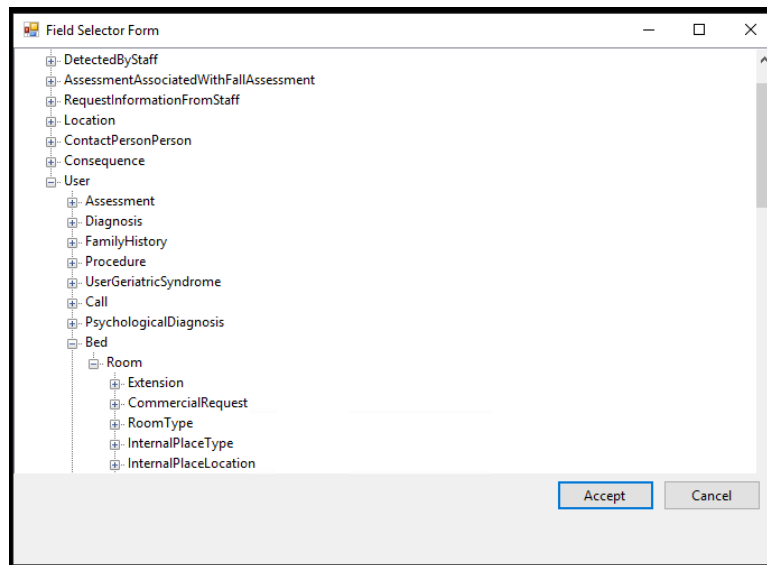 Field Selector Form
DetectedByStaff
AssessmentAssociatedWithFallAssessment
RequestInformationFromStaff
Location
ContactPersonPerson
Consequence
User
Assessment
Diagnosis
FamilyHistory
Procedure
UserGeriatricSyndrome
Call
PsychologicalDiagnosis
Bed
Room
Extension
CommercialRequest
RoomType
InternalPlaceType
InternalPlaceLocation
Accept Cancel